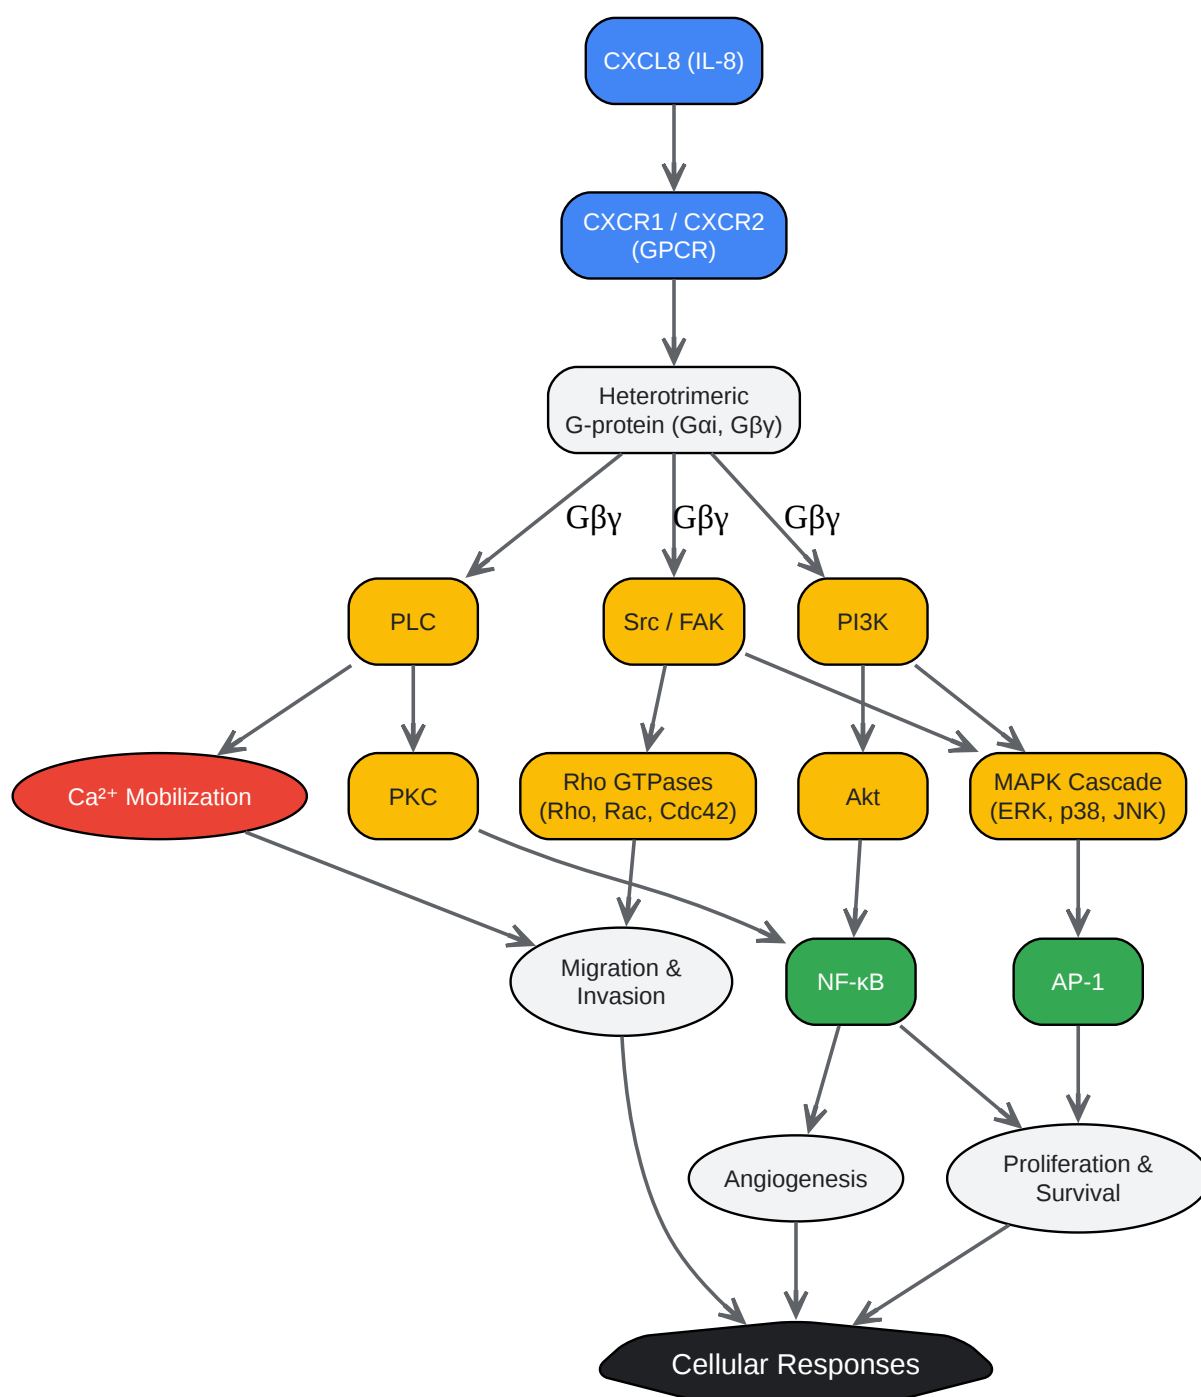 CXCL8 (IL-8)
CXCR1 / CXCR2
(GPCR)
Heterotrimeric
G-protein (Gαi, Gβγ)
Gβγ
Gβγ
Gβγ
PLC
Src / FAK
PI3K
Ca²⁺ Mobilization
PKC
Rho GTPases
(Rho, Rac, Cdc42)
Akt
MAPK Cascade
(ERK, p38, JNK)
Migration &
Invasion
NF-κB
AP-1
Angiogenesis
Proliferation &
Survival
Cellular Responses